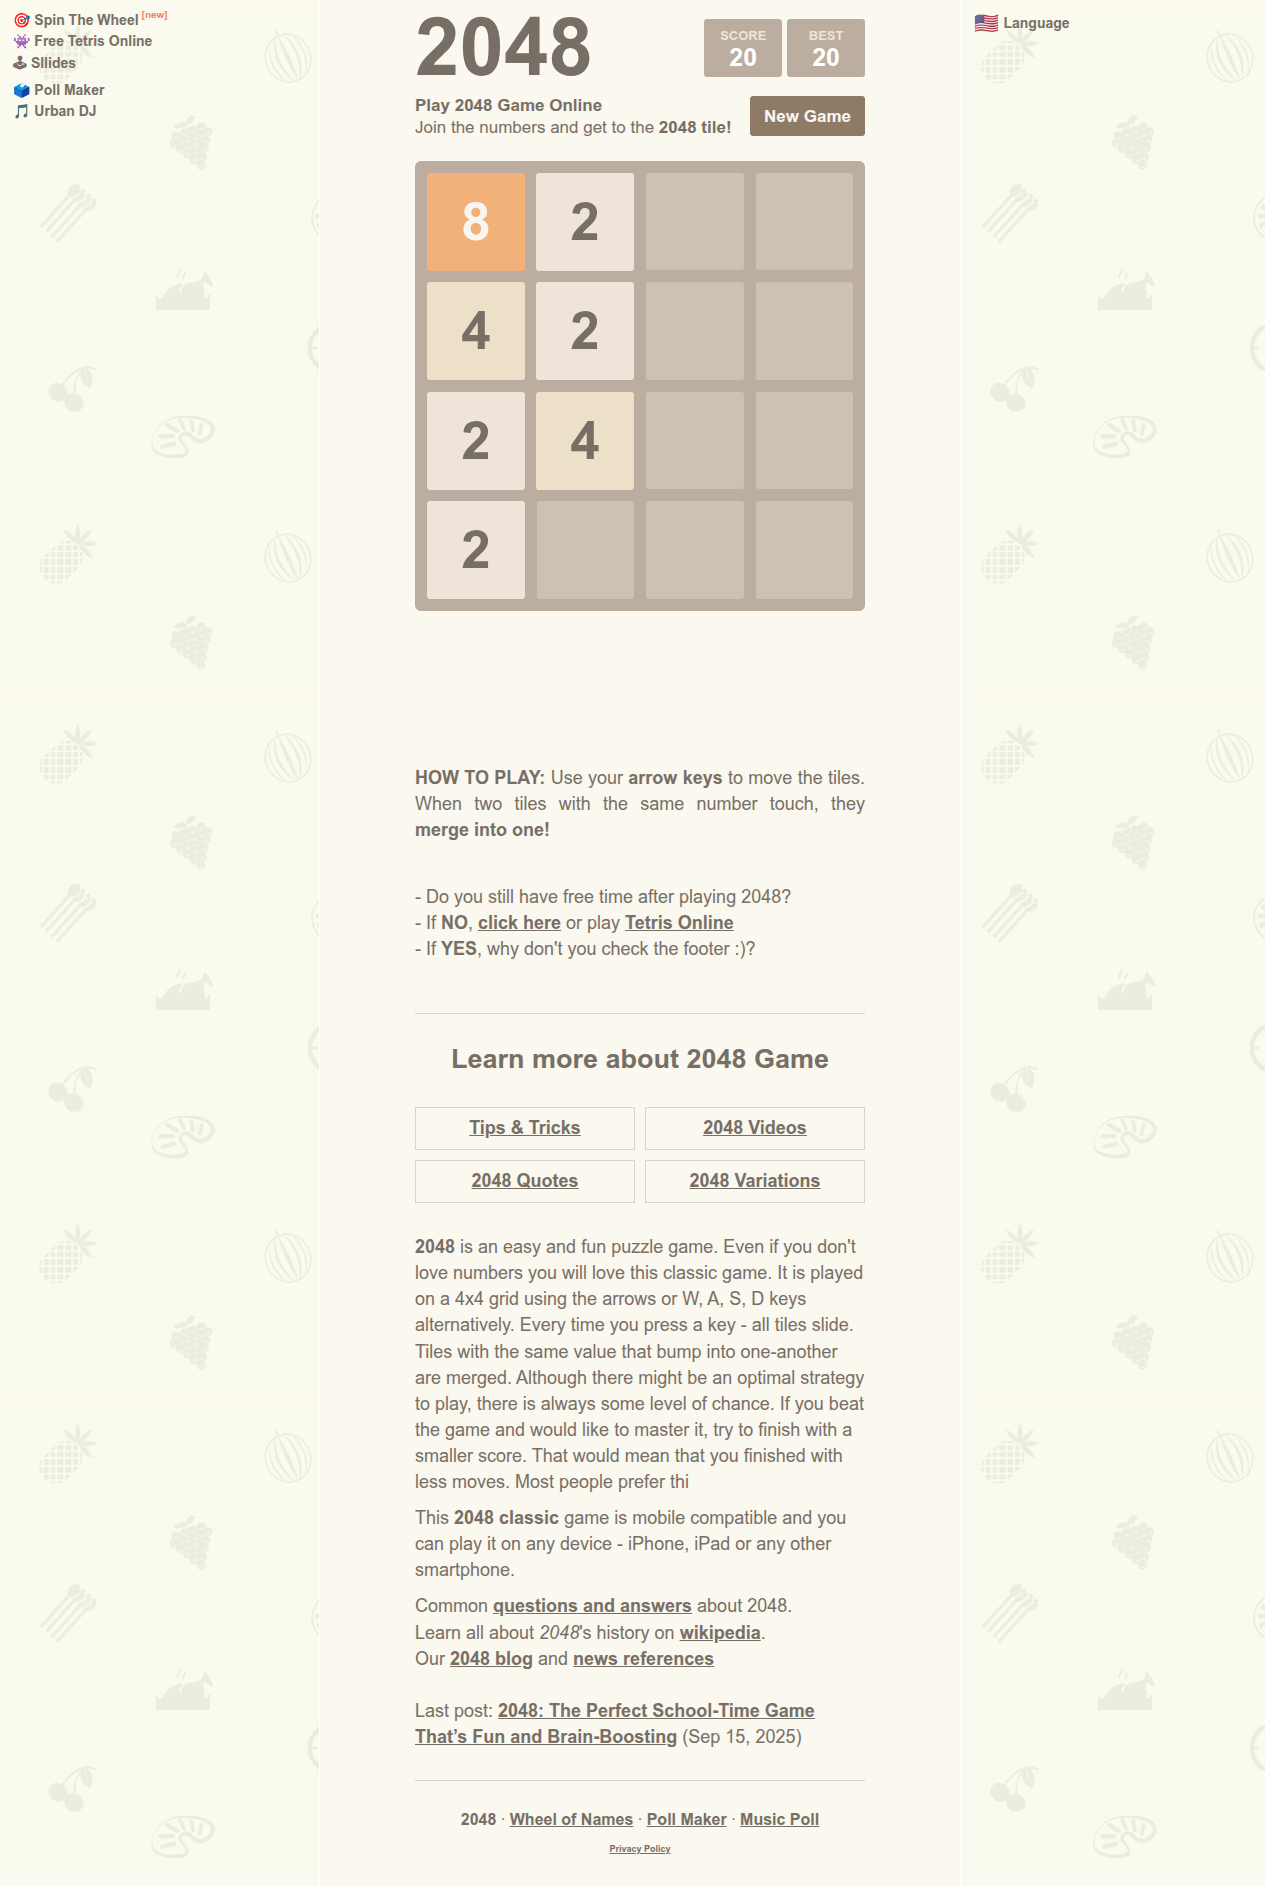 🎯 Spin The Wheel [new]
👾 Free Tetris Online
🕹 Sllides
🗳 Poll Maker
🎵 Urban DJ
🇺🇸 Language
2048
SCORE
20
BEST
20
Play 2048 Game Online
Join the numbers and get to the 2048 tile!
New Game
8 2
4 2
2 4
2
HOW TO PLAY: Use your arrow keys to move the tiles.
When two tiles with the same number touch, they
merge into one!
- Do you still have free time after playing 2048?
- If NO, click here or play Tetris Online
- If YES, why don't you check the footer :)?
Learn more about 2048 Game
Tips & Tricks
2048 Videos
2048 Quotes
2048 Variations
2048 is an easy and fun puzzle game. Even if you don't
love numbers you will love this classic game. It is played
on a 4x4 grid using the arrows or W, A, S, D keys
alternatively. Every time you press a key - all tiles slide.
Tiles with the same value that bump into one-another
are merged. Although there might be an optimal strategy
to play, there is always some level of chance. If you beat
the game and would like to master it, try to finish with a
smaller score. That would mean that you finished with
less moves. Most people prefer thi
This 2048 classic game is mobile compatible and you
can play it on any device - iPhone, iPad or any other
smartphone.
Common questions and answers about 2048.
Learn all about 2048's history on wikipedia.
Our 2048 blog and news references
Last post: 2048: The Perfect School-Time Game
That’s Fun and Brain-Boosting (Sep 15, 2025)
2048 · Wheel of Names · Poll Maker · Music Poll
Privacy Policy